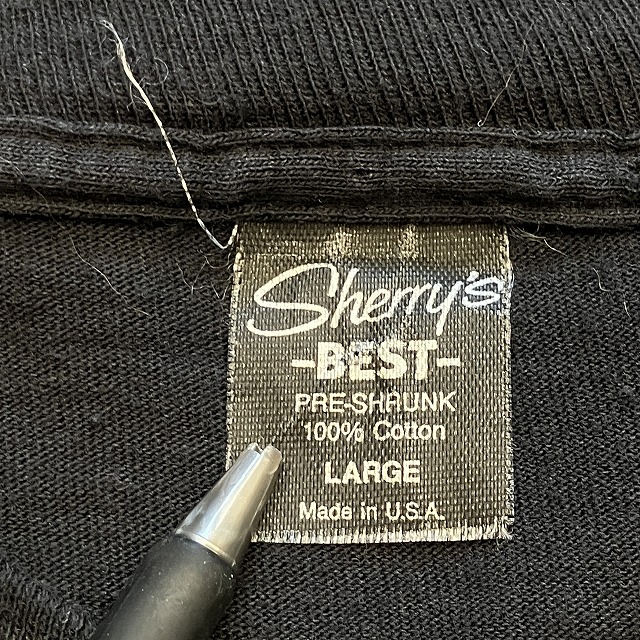 Sherry's
-BEST-
PRE-SHRUNK
100% Cotton
LARGE
Made in U.S.A.